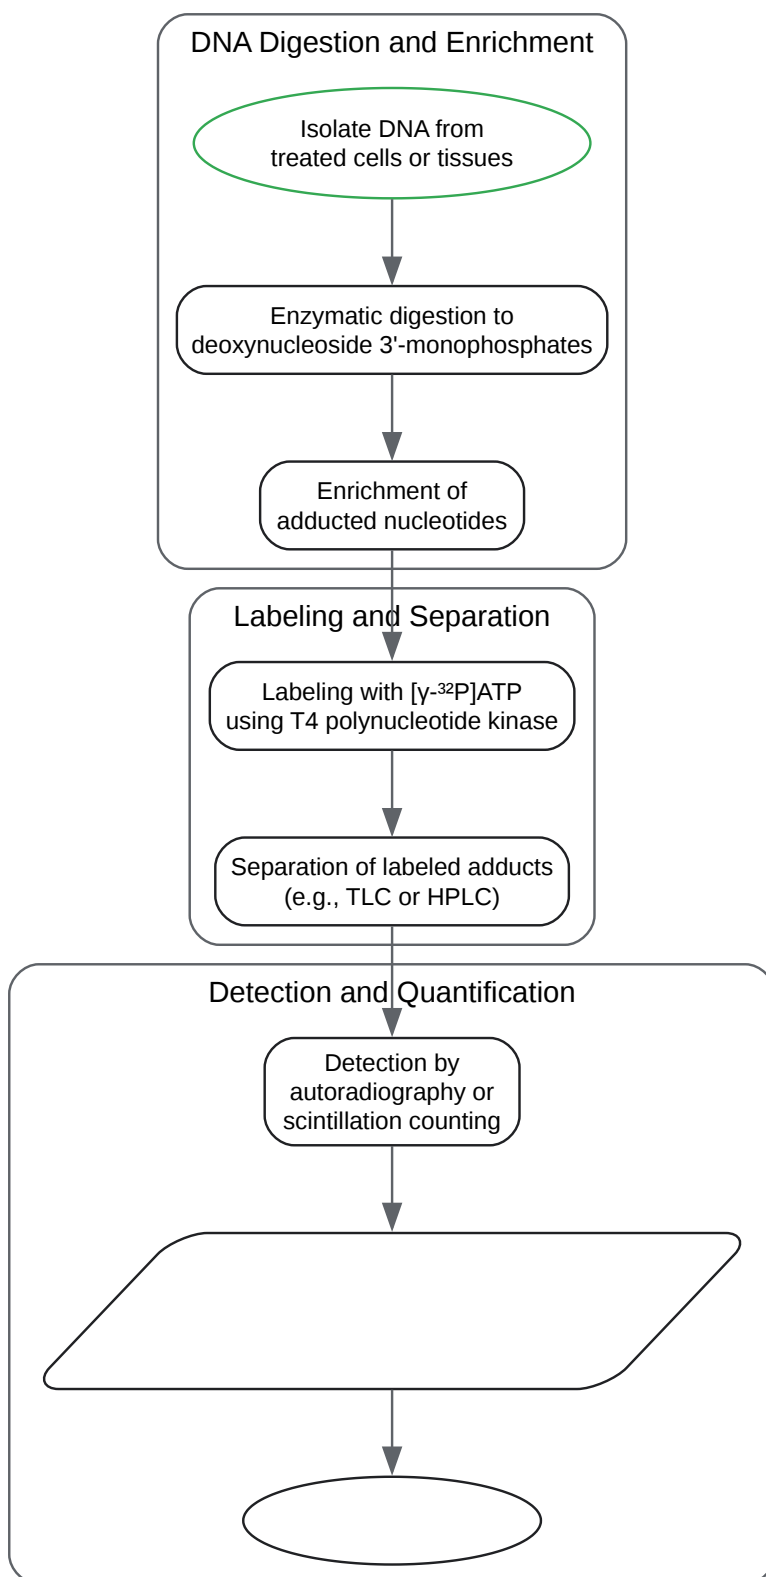 DNA Digestion and Enrichment
Isolate DNA from
treated cells or tissues
Enzymatic digestion to
deoxynucleoside 3'-monophosphates
Enrichment of
adducted nucleotides
Labeling and Separation
Labeling with [γ-³²P]ATP
using T4 polynucleotide kinase
Separation of labeled adducts
(e.g., TLC or HPLC)
Detection and Quantification
Detection by
autoradiography or
scintillation counting